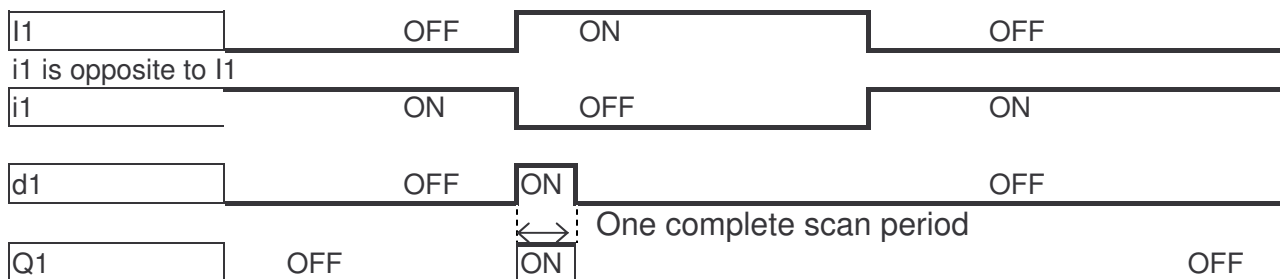 I1 OFF ON OFF
i1 is opposite to I1
i1 ON OFF ON
d1 OFF ON OFF
One complete scan period
Q1 OFF ON OFF